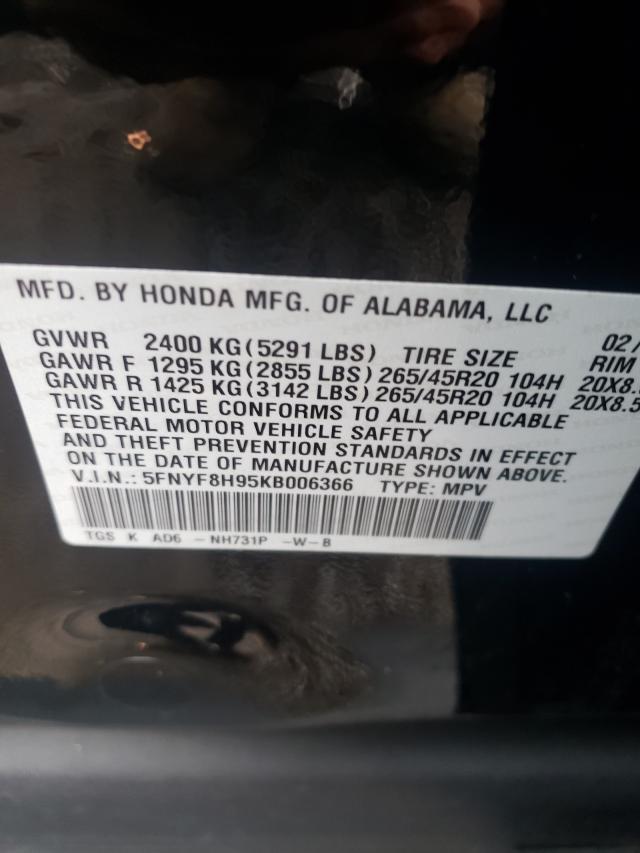 MFD. BY HONDA MFG. OF ALABAMA, LLC 02/
GVWR 2400 KG(5291 LBS) TIRE SIZE RIM
GAWR F 1295 KG(2855 LBS) 265/45R20 104H 20X8.
GAWR R 1425 KG(3142 LBS) 265/45R20 104H 20X8.5
THIS VEHICLE CONFORMS TO ALL APPLICABLE
FEDERAL MOTOR VEHICLE SAFETY
AND THEFT PREVENTION STANDARDS IN EFFECT
ON THE DATE OF MANUFACTURE SHOWN ABOVE.
V.I.N.: 5FNYF8H95KB006366 TYPE: MPV
TGS K AD6 - NH731P -W-B